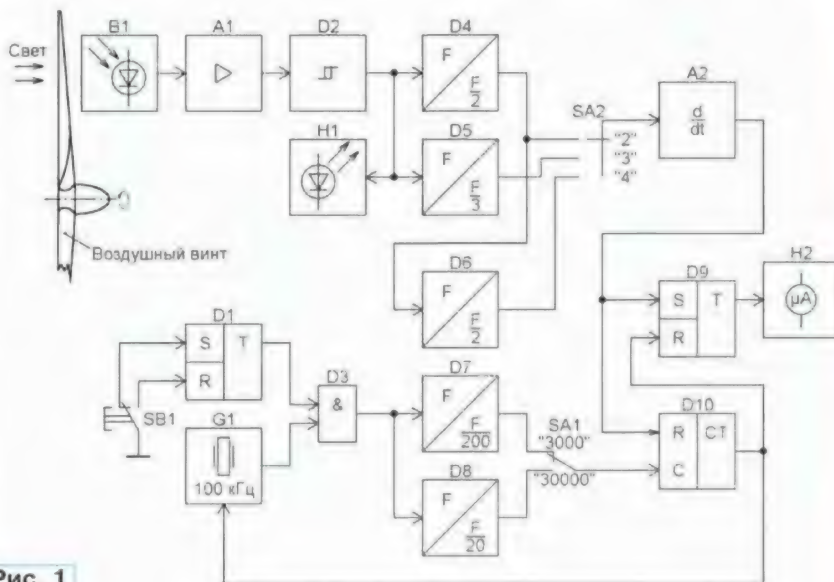 B1
A1
D2
D4
Свет
F
F
2
A2
d
dt
H1
D5
F
F
3
SA2
"2"
"3"
"4"
Воздушный винт
D6
F
F
2
D9
S
T
R
H2
μA
D1
S
T
R
SB1
G1
100 кГц
D3
&
D7
F
F
200
SA1
"3000"
"30000"
D8
F
F
20
D10
R
CT
C
Рис. 1